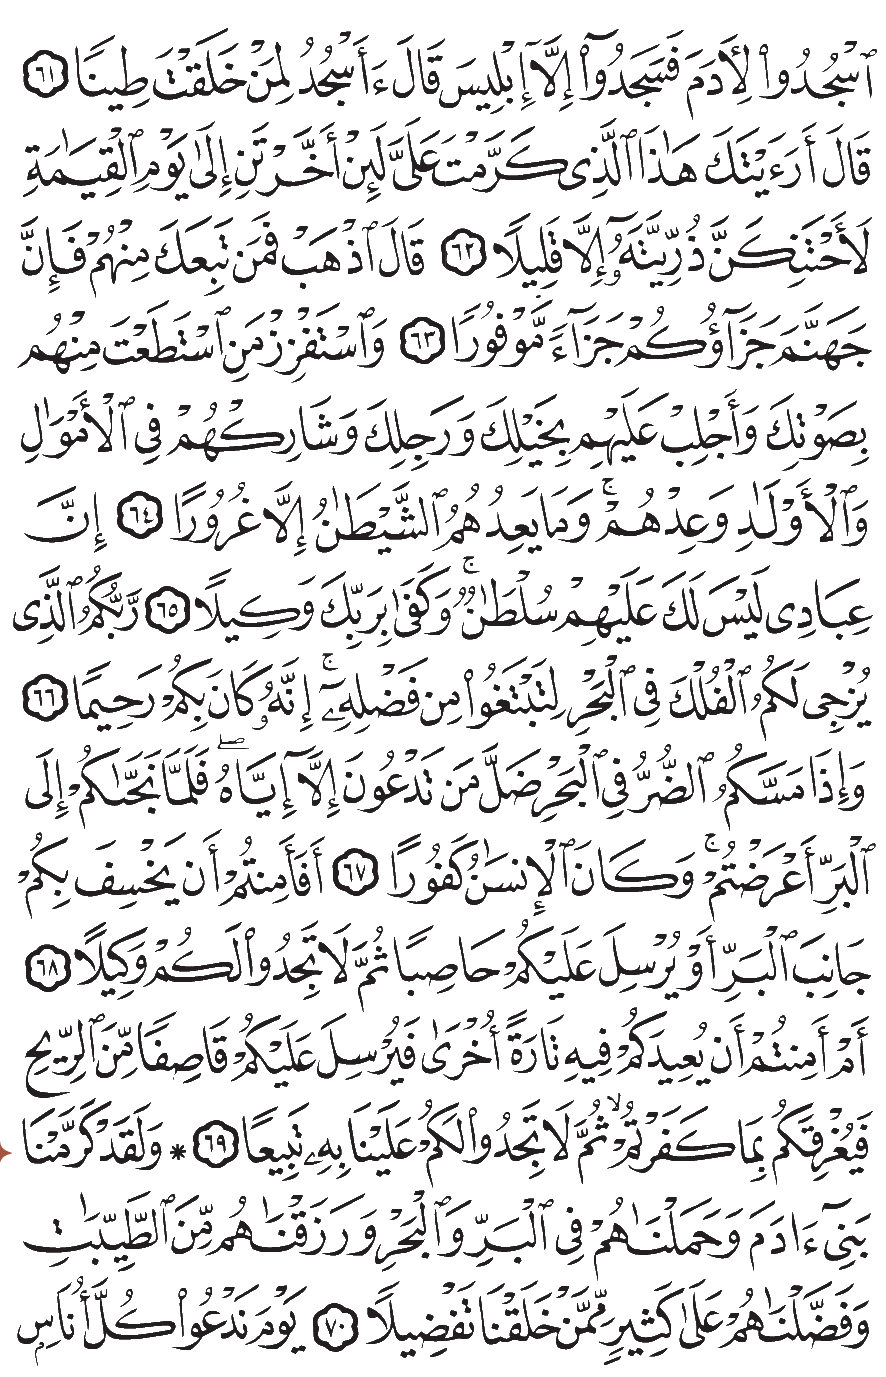 ٱسْجُدُواْ لِأٓدَمَ فَسَجَدُوٓاْ إِلَّآ إِبْلِيسَ قَالَ ءَأَسْجُدُ لِمَنْ خَلَقْتَ طِينًا ٦١
قَالَ أَرَءَيْتَكَ هَٰذَا ٱلَّذِى كَرَّمْتَ عَلَىَّ لَئِنْ أَخَّرْتَنِ إِلَىٰ يَوْمِ ٱلْقِيَٰمَةِ
لَأَحْتَنِكَنَّ ذُرِّيَّتَهُۥٓ إِلَّا قَلِيلًا ٦٢ قَالَ ٱذْهَبْ فَمَن تَبِعَكَ مِنْهُمْ فَإِنَّ
جَهَنَّمَ جَزَآؤُكُمْ جَزَآءً مَّوْفُورًا ٦٣ وَٱسْتَفْزِزْ مَنِ ٱسْتَطَعْتَ مِنْهُم
بِصَوْتِكَ وَأَجْلِبْ عَلَيْهِم بِخَيْلِكَ وَرَجِلِكَ وَشَارِكْهُمْ فِى ٱلْأَمْوَٰلِ
وَٱلْأَوْلَٰدِ وَعِدْهُمْ ۚ وَمَا يَعِدُهُمُ ٱلشَّيْطَٰنُ إِلَّا غُرُورًا ٦٤ إِنَّ
عِبَادِى لَيْسَ لَكَ عَلَيْهِمْ سُلْطَٰنٌ ۚ وَكَفَىٰ بِرَبِّكَ وَكِيلًا ٦٥ رَّبُّكُمُ ٱلَّذِى
يُزْجِى لَكُمُ ٱلْفُلْكَ فِى ٱلْبَحْرِ لِتَبْتَغُواْ مِن فَضْلِهِۦٓ ۚ إِنَّهُۥ كَانَ بِكُمْ رَحِيمًا ٦٦
وَإِذَا مَسَّكُمُ ٱلضُّرُّ فِى ٱلْبَحْرِ ضَلَّ مَن تَدْعُونَ إِلَّآ إِيَّاهُ ۖ فَلَمَّا نَجَّىٰكُمْ إِلَى
ٱلْبَرِّ أَعْرَضْتُمْ ۚ وَكَانَ ٱلْإِنسَٰنُ كَفُورًا ٦٧ أَفَأَمِنتُمْ أَن يَخْسِفَ بِكُمْ
جَانِبَ ٱلْبَرِّ أَوْ يُرْسِلَ عَلَيْكُمْ حَاصِبًا ثُمَّ لَا تَجِدُواْ لَكُمْ وَكِيلًا ٦٨
أَمْ أَمِنتُمْ أَن يُعِيدَكُمْ فِيهِ تَارَةً أُخْرَىٰ فَيُرْسِلَ عَلَيْكُمْ قَاصِفًا مِّنَ ٱلرِّيحِ
فَيُغْرِقَكُم بِمَا كَفَرْتُمْ ۙ ثُمَّ لَا تَجِدُواْ لَكُمْ عَلَيْنَا بِهِۦ تَبِيعًا ٦٩ * وَلَقَدْ كَرَّمْنَا
بَنِىٓ ءَادَمَ وَحَمَلْنَٰهُمْ فِى ٱلْبَرِّ وَٱلْبَحْرِ وَرَزَقْنَٰهُم مِّنَ ٱلطَّيِّبَٰتِ
وَفَضَّلْنَٰهُمْ عَلَىٰ كَثِيرٍ مِّمَّنْ خَلَقْنَا تَفْضِيلًا ٧٠ يَوْمَ نَدْعُواْ كُلَّ أُنَاسِۭ